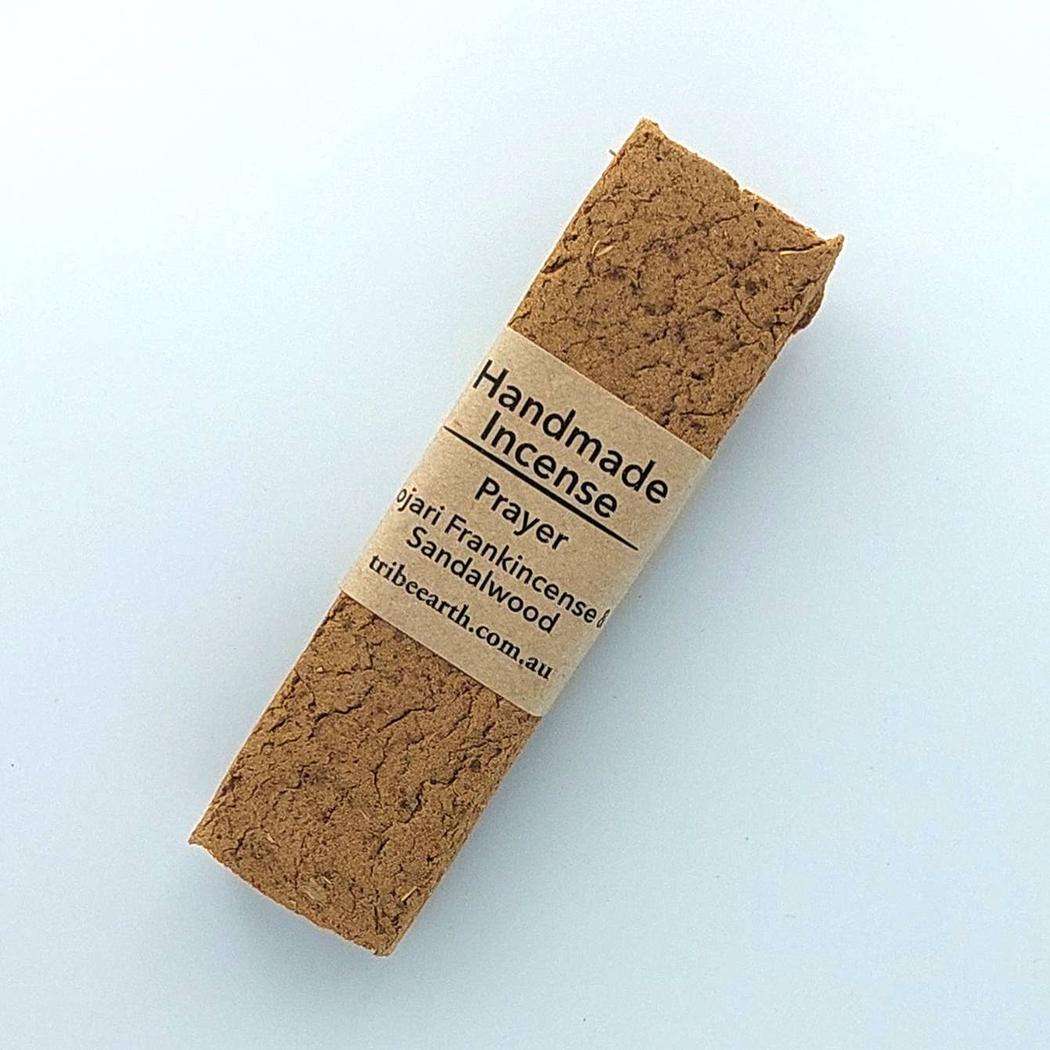 Handmade
Incense
Prayer
ojari Frankincense &
Sandalwood
tribeearth.com.au